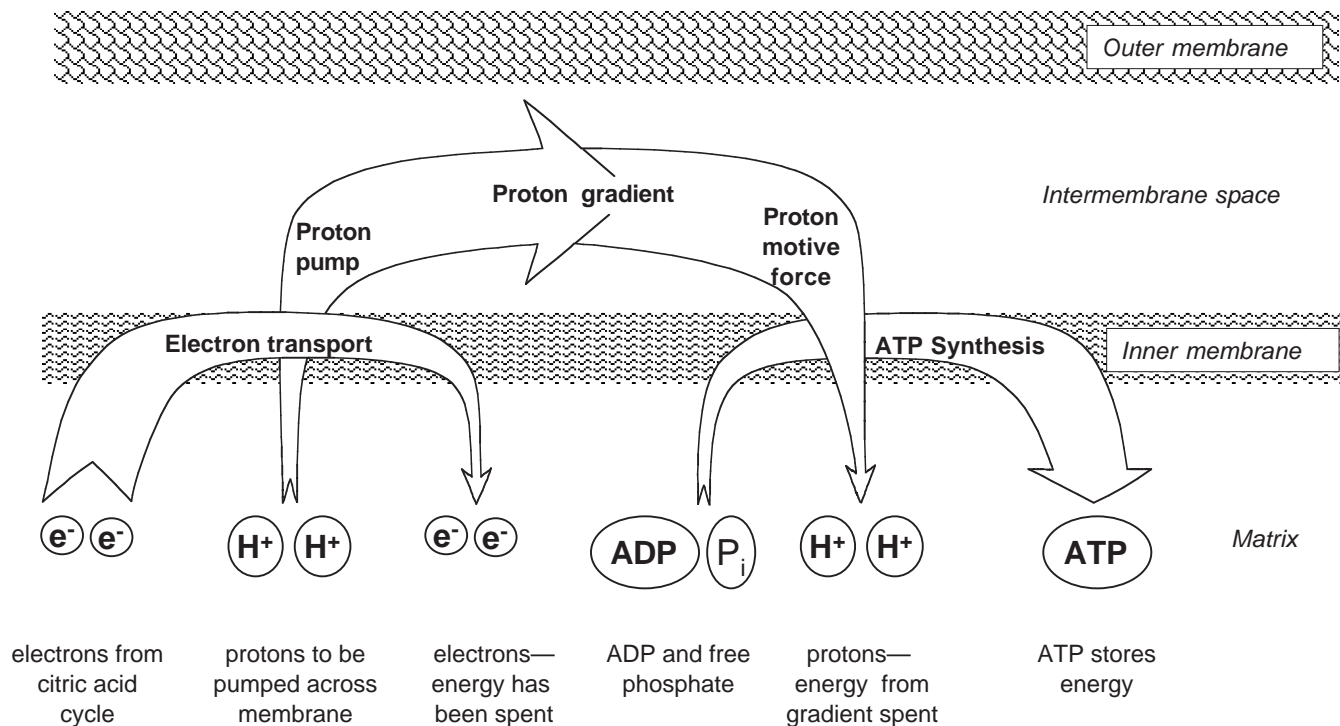 Outer membrane
Proton gradient
Intermembrane space
Proton
pump
Proton
motive
force
Electron transport
ATP Synthesis
Inner membrane
e- e-
H+ H+
e- e-
ADP Pi
H+ H+
ATP
Matrix
electrons from
citric acid
cycle
protons to be
pumped across
membrane
electrons—
energy has
been spent
ADP and free
phosphate
protons—
energy from
gradient spent
ATP stores
energy